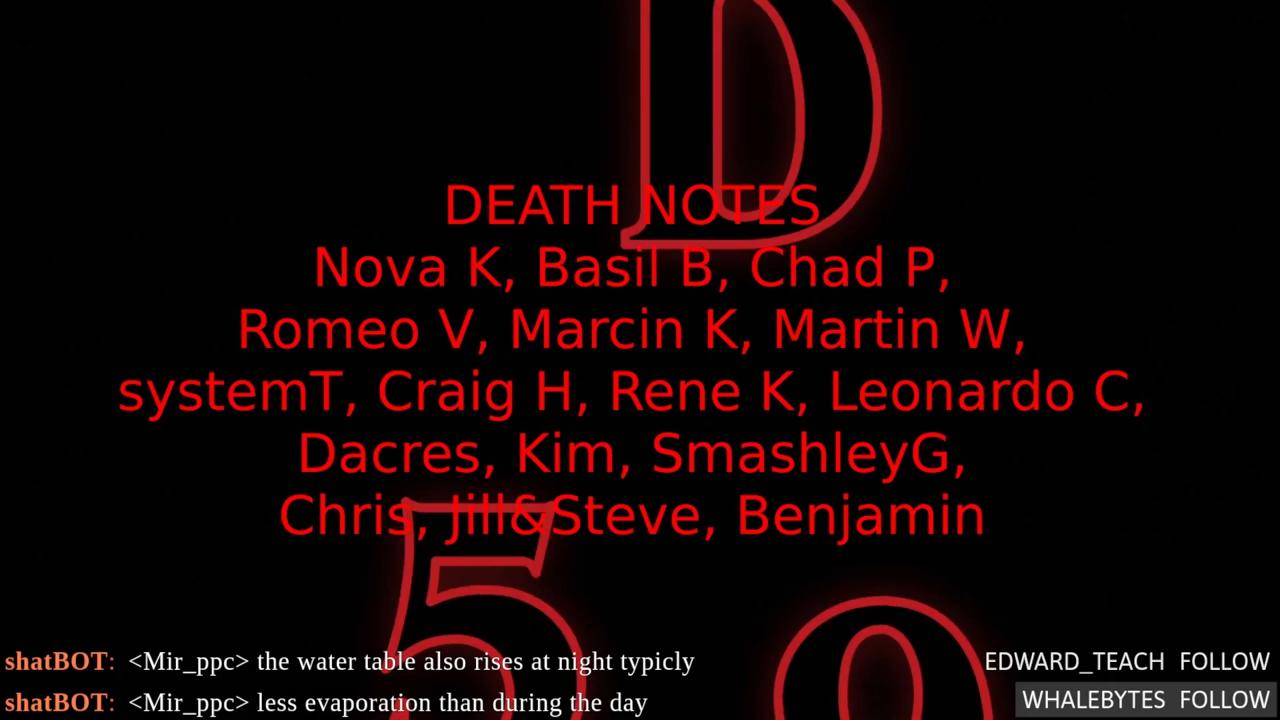 D
DEATH NOTES
Nova K, Basil B, Chad P,
Romeo V, Marcin K, Martin W,
systemT, Craig H, Rene K, Leonardo C,
Dacres, Kim, SmashleyG,
Chris, Jill&Steve, Benjamin
5 9
shatBOT: <Mir_ppc> the water table also rises at night typicly
EDWARD_TEACH FOLLOW
shatBOT: <Mir_ppc> less evaporation than during the day
WHALEBYTES FOLLOW